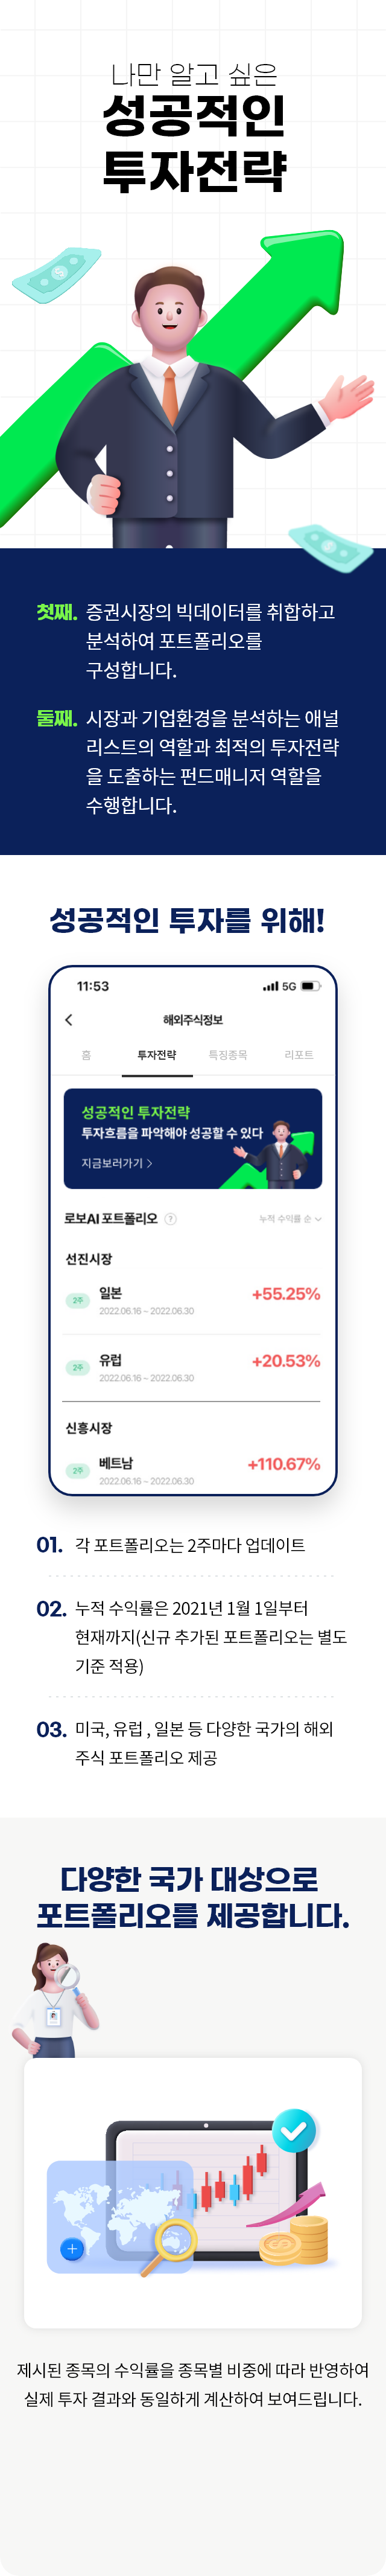 나만 알고 싶은
성공적인
투자전략
첫째. 증권시장의 빅데이터를 취합하고
분석하여 포트폴리오를
구성합니다.
둘째. 시장과 기업환경을 분석하는 애널
리스트의 역할과 최적의 투자전략
을 도출하는 펀드매니저 역할을
수행합니다.
성공적인 투자를 위해!
11:53 5G
해외주식정보
홈 투자전략 특징종목 리포트
성공적인 투자전략
투자흐름을 파악해야 성공할 수 있다
지금보러가기 >
로보AI 포트폴리오 ? 누적 수익률 순
선진시장
2주 일본 +55.25%
2022.06.16 ~ 2022.06.30
2주 유럽 +20.53%
2022.06.16 ~ 2022.06.30
신흥시장
2주 베트남 +110.67%
2022.06.16 ~ 2022.06.30
01. 각 포트폴리오는 2주마다 업데이트
02. 누적 수익률은 2021년 1월 1일부터
현재까지(신규 추가된 포트폴리오는 별도
기준 적용)
03. 미국, 유럽 , 일본 등 다양한 국가의 해외
주식 포트폴리오 제공
다양한 국가 대상으로
포트폴리오를 제공합니다.
제시된 종목의 수익률을 종목별 비중에 따라 반영하여
실제 투자 결과와 동일하게 계산하여 보여드립니다.